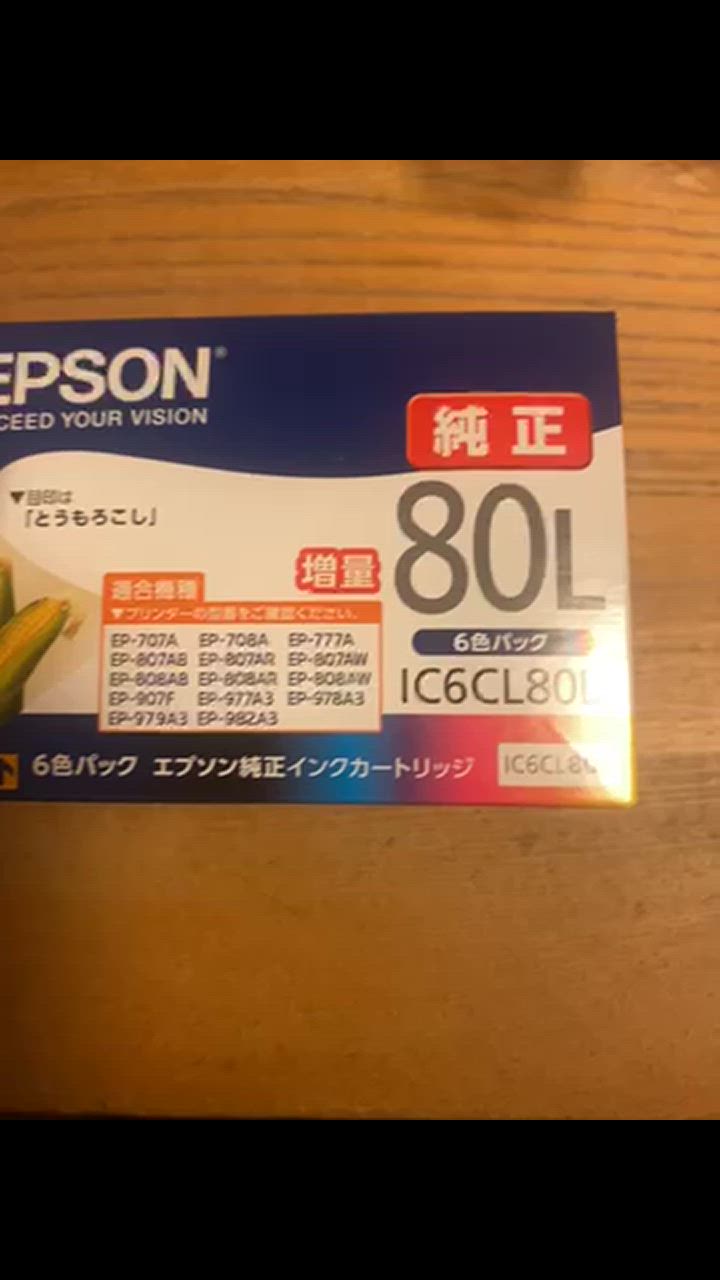 EPSON
CEED YOUR VISION
純正
▼目印は
「とうもろこし」
80L
増量
適合機種
▼プリンターの型番をご確認ください。
6色パック
EP-707A EP-708A EP-777A
EP-807AB EP-807AR EP-807AW
EP-808AB EP-808AR EP-808AW
EP-907F EP-977A3 EP-978A3
EP-979A3 EP-982A3
IC6CL80L
6色パック エプソン純正インクカートリッジ
IC6CL80